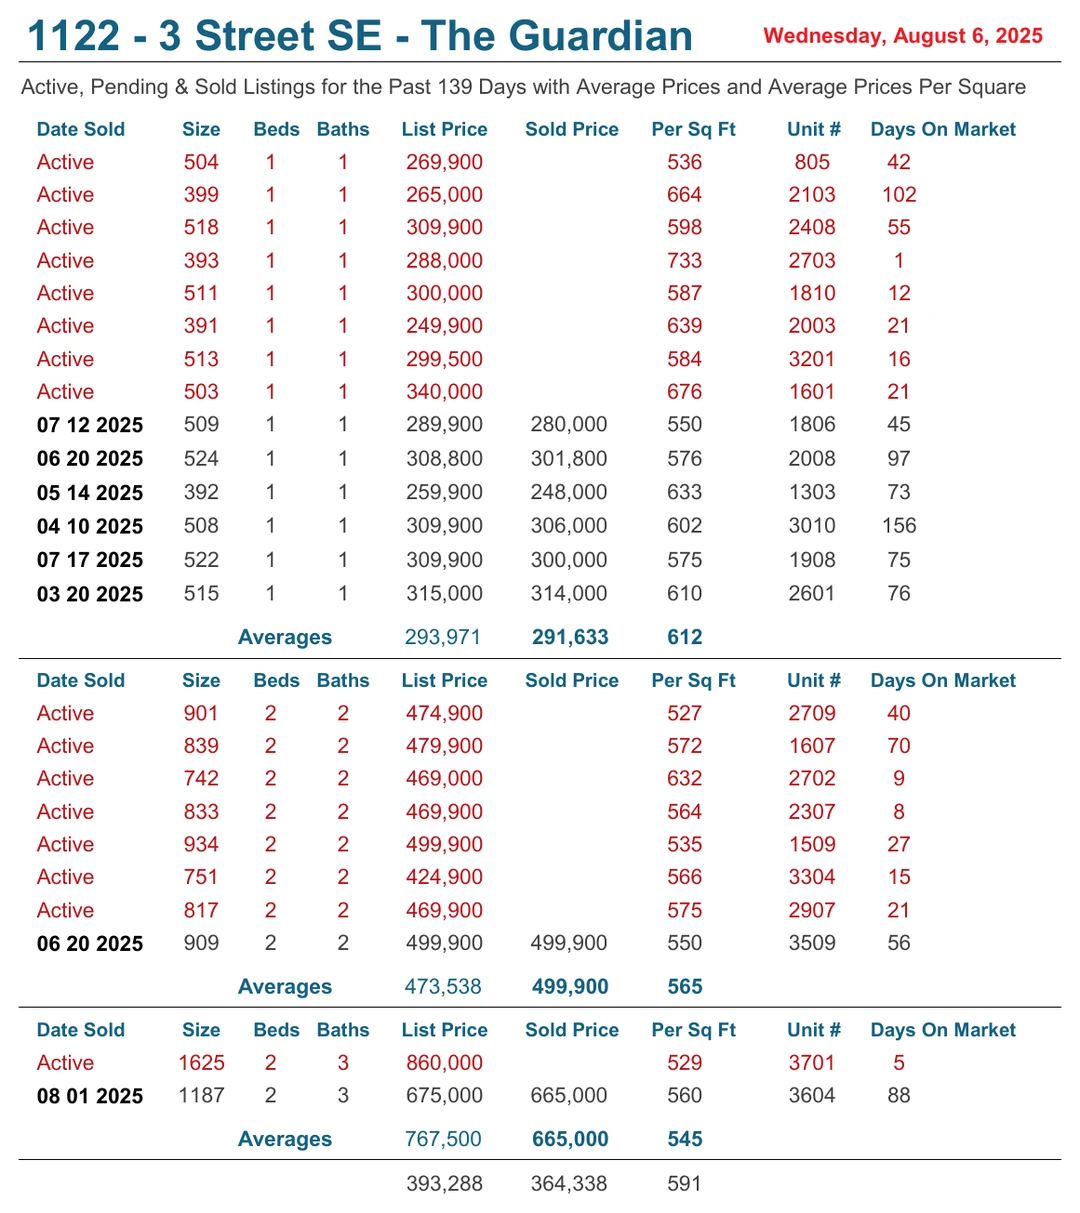 1122 - 3 Street SE - The Guardian Wednesday, August 6, 2025
Active, Pending & Sold Listings for the Past 139 Days with Average Prices and Average Prices Per Square
Date Sold Size Beds Baths List Price Sold Price Per Sq Ft Unit # Days On Market
Active 504 1 1 269,900 536 805 42
Active 399 1 1 265,000 664 2103 102
Active 518 1 1 309,900 598 2408 55
Active 393 1 1 288,000 733 2703 1
Active 511 1 1 300,000 587 1810 12
Active 391 1 1 249,900 639 2003 21
Active 513 1 1 299,500 584 3201 16
Active 503 1 1 340,000 676 1601 21
07 12 2025 509 1 1 289,900 280,000 550 1806 45
06 20 2025 524 1 1 308,800 301,800 576 2008 97
05 14 2025 392 1 1 259,900 248,000 633 1303 73
04 10 2025 508 1 1 309,900 306,000 602 3010 156
07 17 2025 522 1 1 309,900 300,000 575 1908 75
03 20 2025 515 1 1 315,000 314,000 610 2601 76
Averages 293,971 291,633 612
Date Sold Size Beds Baths List Price Sold Price Per Sq Ft Unit # Days On Market
Active 901 2 2 474,900 527 2709 40
Active 839 2 2 479,900 572 1607 70
Active 742 2 2 469,000 632 2702 9
Active 833 2 2 469,900 564 2307 8
Active 934 2 2 499,900 535 1509 27
Active 751 2 2 424,900 566 3304 15
Active 817 2 2 469,900 575 2907 21
06 20 2025 909 2 2 499,900 499,900 550 3509 56
Averages 473,538 499,900 565
Date Sold Size Beds Baths List Price Sold Price Per Sq Ft Unit # Days On Market
Active 1625 2 3 860,000 529 3701 5
08 01 2025 1187 2 3 675,000 665,000 560 3604 88
Averages 767,500 665,000 545
393,288 364,338 591